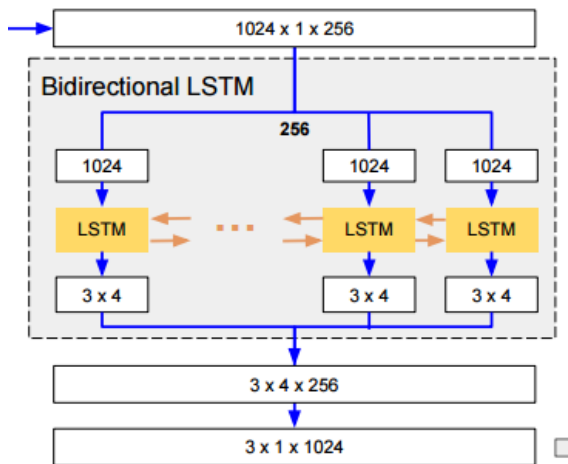 1024 x 1 x 256
Bidirectional LSTM
256
1024 1024 1024
LSTM ... LSTM LSTM
3 x 4 3 x 4 3 x 4
3 x 4 x 256
3 x 1 x 1024